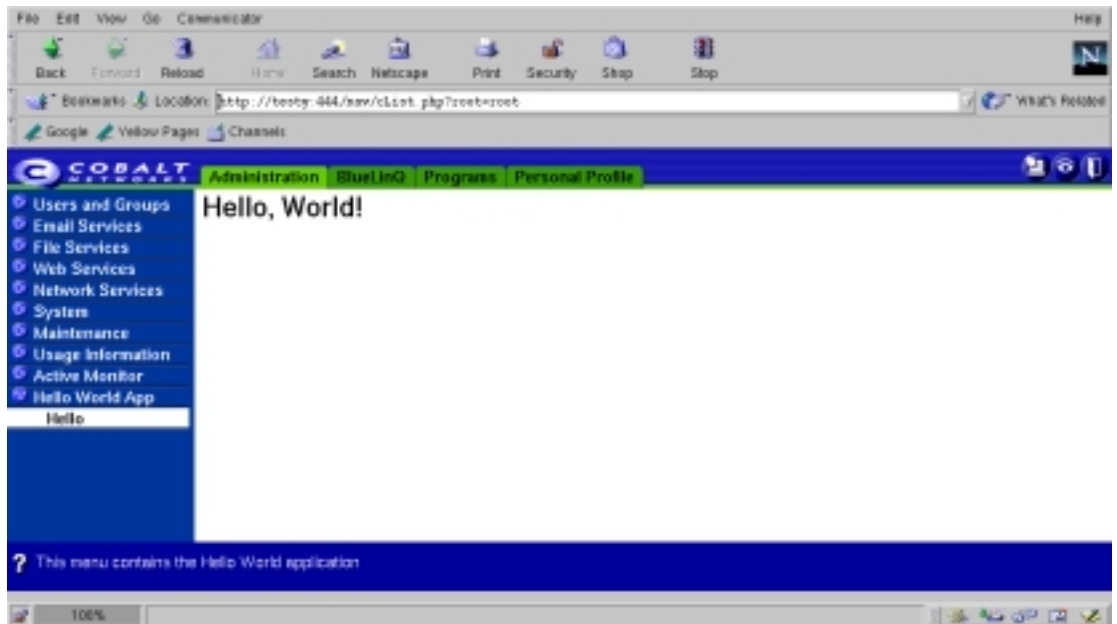 File Edit View Go Communicator Help
Back Forward Reload Home Search Netscape Print Security Shop Stop
N
Bookmarks Location: http://testy:444/nav/cList.php?root=root What's Related
Google Yellow Pages Channels
COBALT NETWORKS
Administration BlueLinQ Programs Personal Profile
Users and Groups
Email Services
File Services
Web Services
Network Services
System
Maintenance
Usage Information
Active Monitor
Hello World App
Hello
Hello, World!
? This menu contains the Hello World application
100%